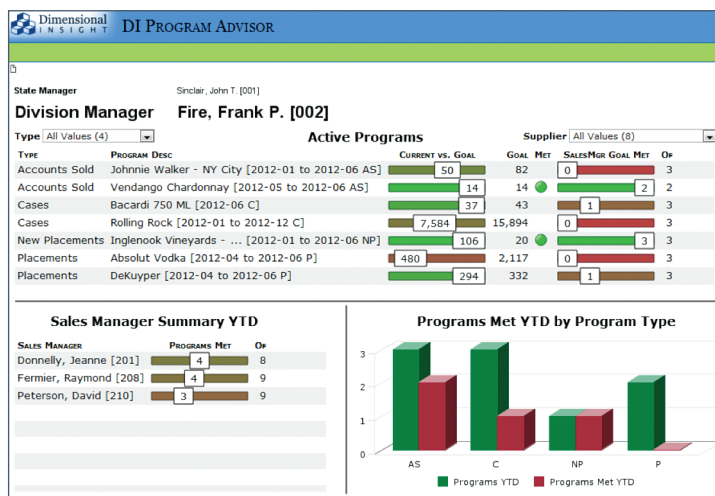 Dimensional
INSIGHT
DI PROGRAM ADVISOR
State Manager Sinclair, John T. [001]
Division Manager Fire, Frank P. [002]
Type All Values (4) Active Programs Supplier All Values (8)
TYPE PROGRAM DESC CURRENT VS. GOAL GOAL MET SALESMGR GOAL MET OF
Accounts Sold Johnnie Walker - NY City [2012-01 to 2012-06 AS] 50 82 0 3
Accounts Sold Vendango Chardonnay [2012-05 to 2012-06 AS] 14 14 2 2
Cases Bacardi 750 ML [2012-06 C] 37 43 1 3
Cases Rolling Rock [2012-01 to 2012-12 C] 7,584 15,894 0 3
New Placements Inglenook Vineyards - ... [2012-01 to 2012-06 NP] 106 20 3 3
Placements Absolut Vodka [2012-04 to 2012-06 P] 480 2,117 0 3
Placements DeKuyper [2012-04 to 2012-06 P] 294 332 1 3
Sales Manager Summary YTD
SALES MANAGER PROGRAMS MET OF
Donnelly, Jeanne [201] 4 8
Fermier, Raymond [208] 4 9
Peterson, David [210] 3 9
Programs Met YTD by Program Type
3
2
1
0
AS C NP P
Programs YTD Programs Met YTD